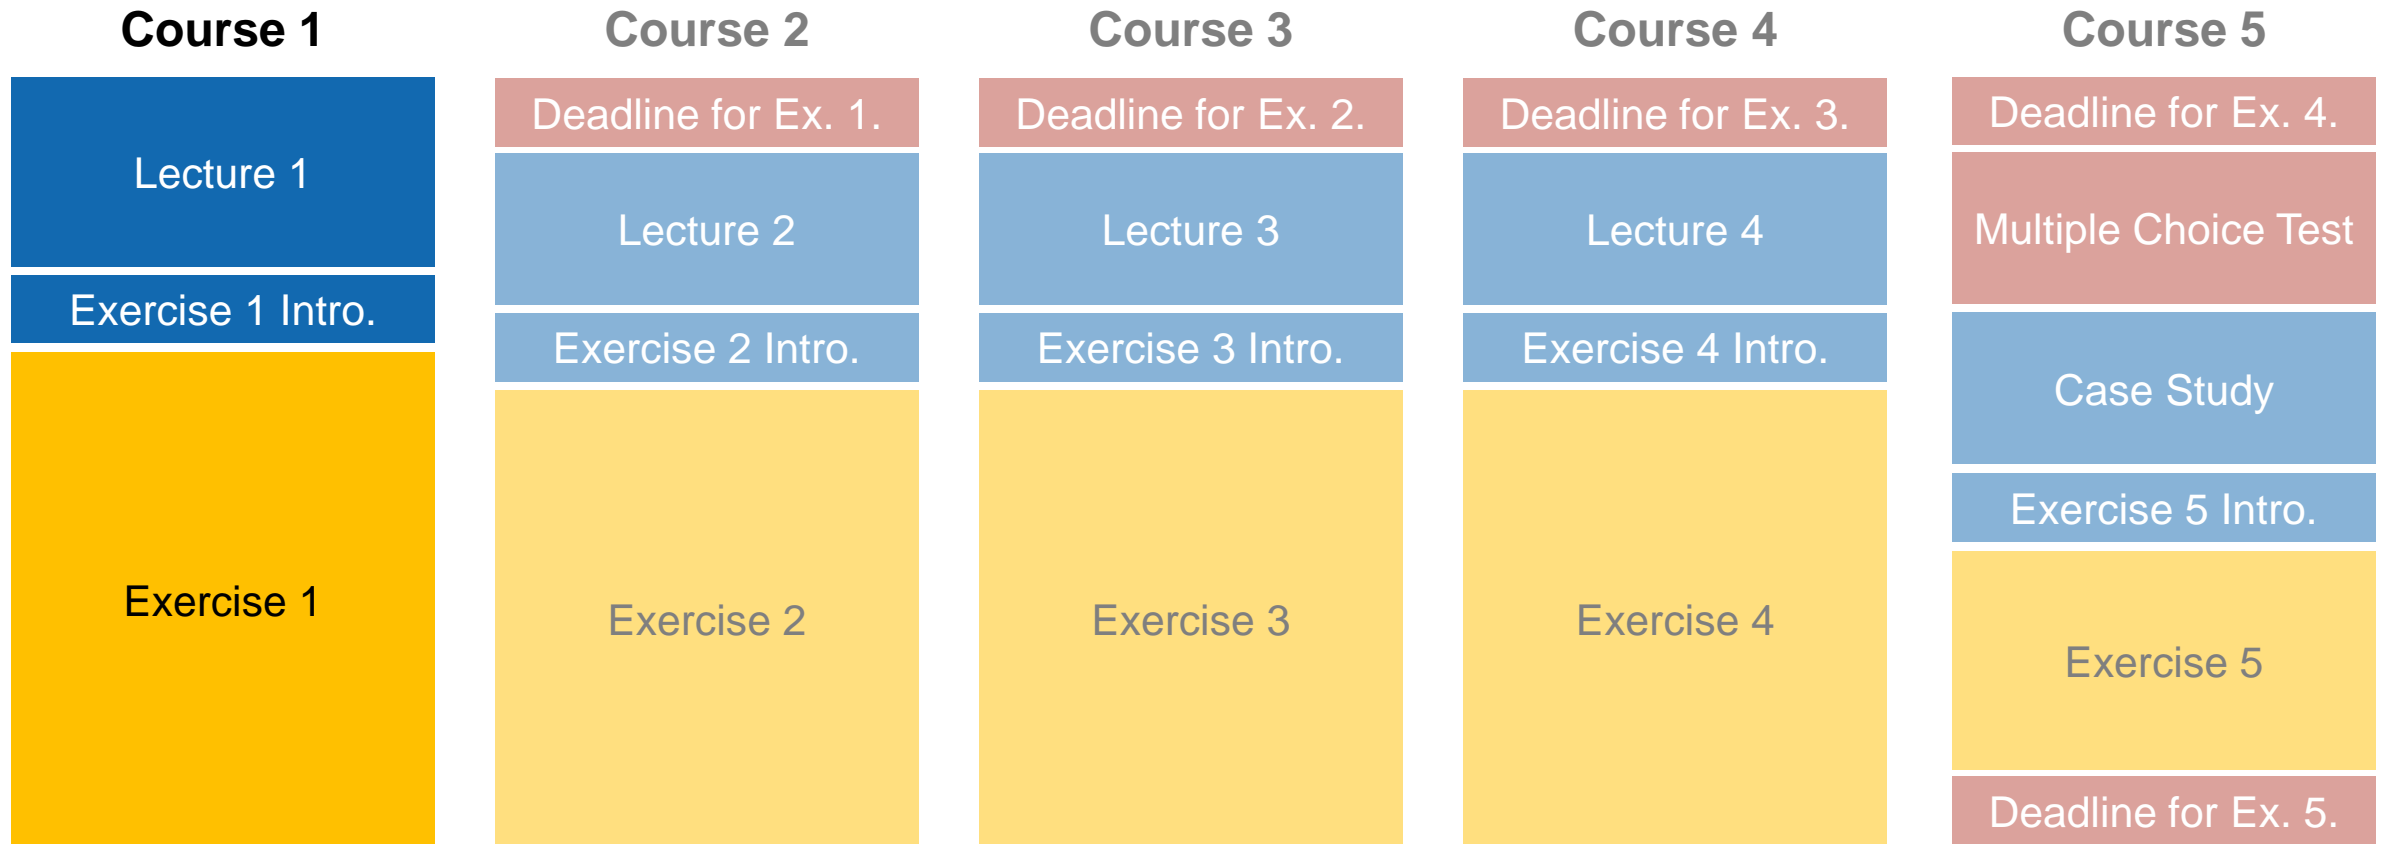 Course 1
Lecture 1
Exercise 1 Intro.
Exercise 1
Course 2
Deadline for Ex. 1.
Lecture 2
Exercise 2 Intro.
Exercise 2
Course 3
Deadline for Ex. 2.
Lecture 3
Exercise 3 Intro.
Exercise 3
Course 4
Deadline for Ex. 3.
Lecture 4
Exercise 4 Intro.
Exercise 4
Course 5
Deadline for Ex. 4.
Multiple Choice Test
Case Study
Exercise 5 Intro.
Exercise 5
Deadline for Ex. 5.